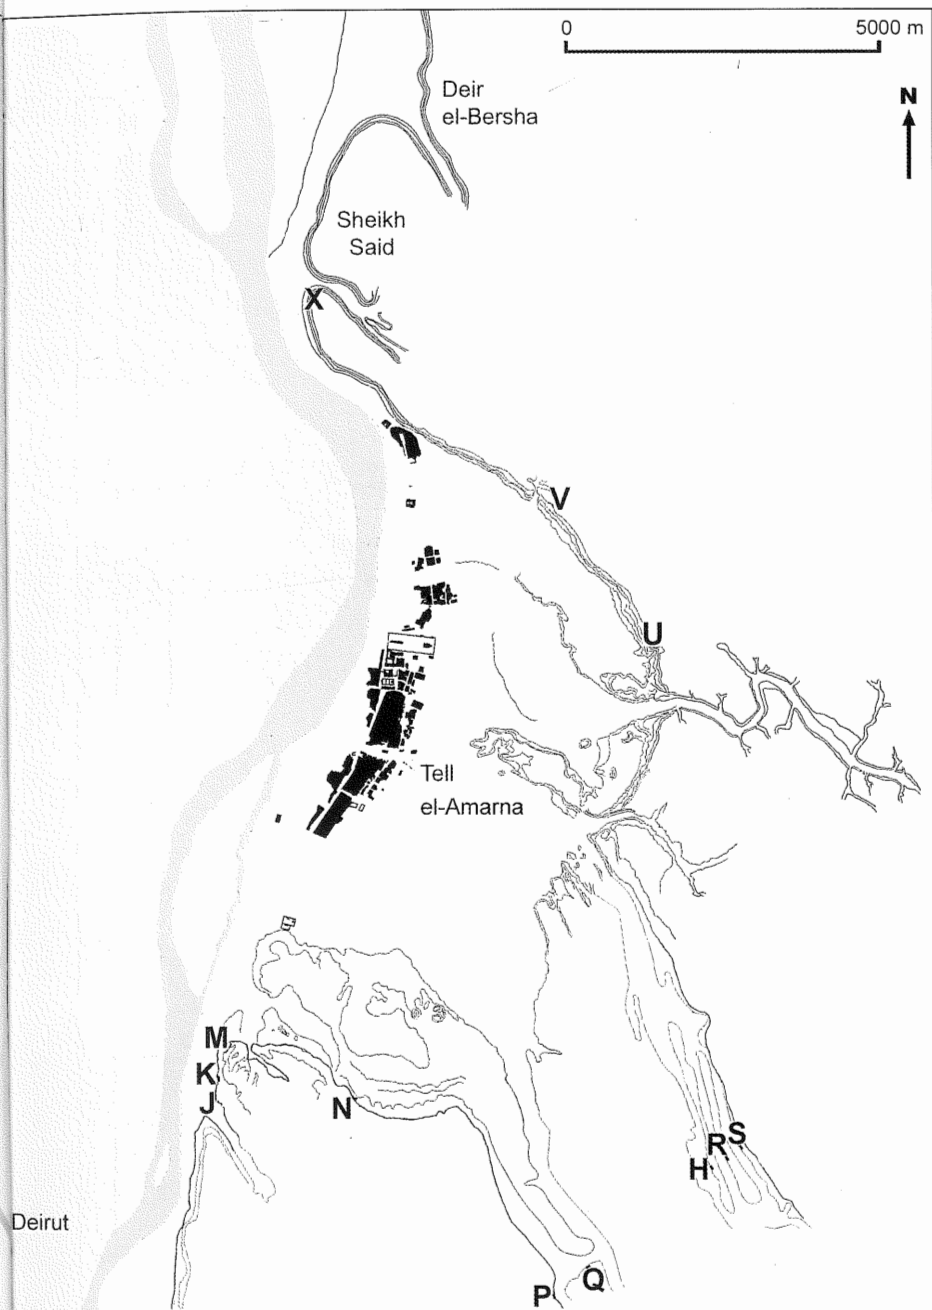 0 5000 m
N
Deir
el-Bersha
Sheikh
Said
X
V
U
Tell
el-Amarna
M
K
J
N
S
R
H
Deirut
Q
P